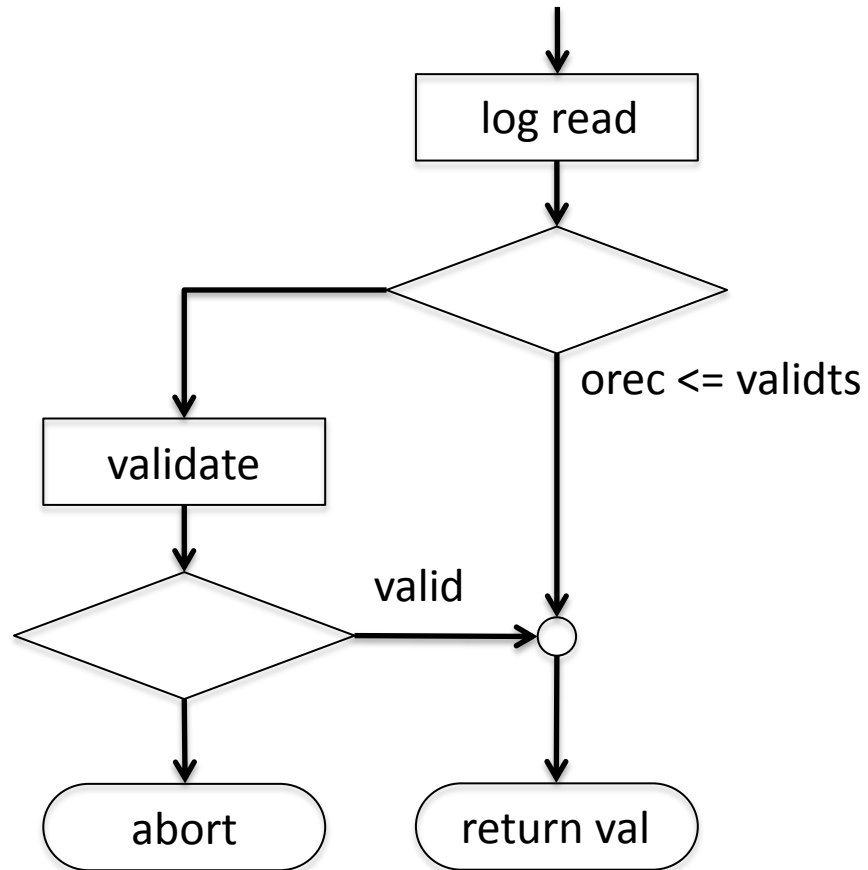 log read
orec <= validts
validate
valid
abort
return val